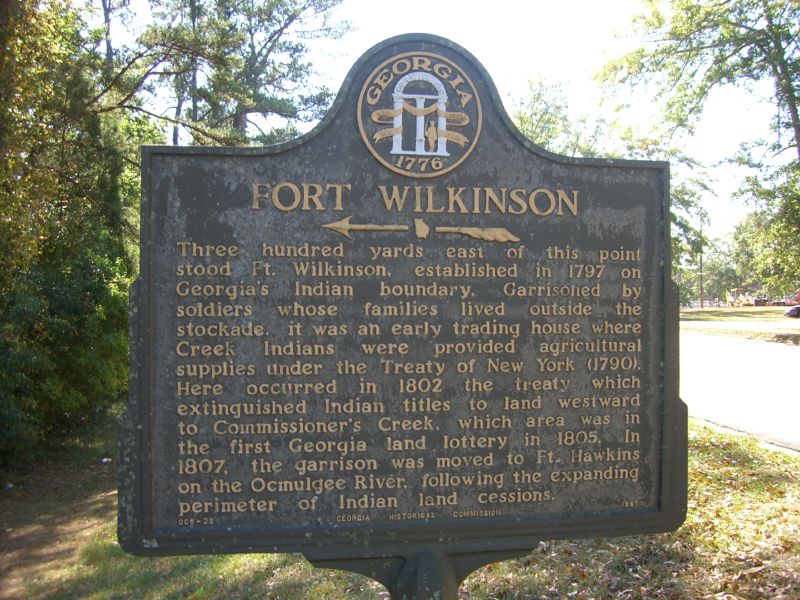 GEORGIA
1776
FORT WILKINSON
Three hundred yards east of this point
stood Ft. Wilkinson, established in 1797 on
Georgia's Indian boundary. Garrisoned by
soldiers whose families lived outside the
stockade, it was an early trading house where
Creek Indians were provided agricultural
supplies under the Treaty of New York (1790).
Here occurred in 1802 the treaty which
extinguished Indian titles to land westward
to Commissioner's Creek, which area was in
the first Georgia land lottery in 1805. In
1807, the garrison was moved to Ft. Hawkins
on the Ocmulgee River, following the expanding
perimeter of Indian land cessions.
005-23 GEORGIA HISTORICAL COMMISSION